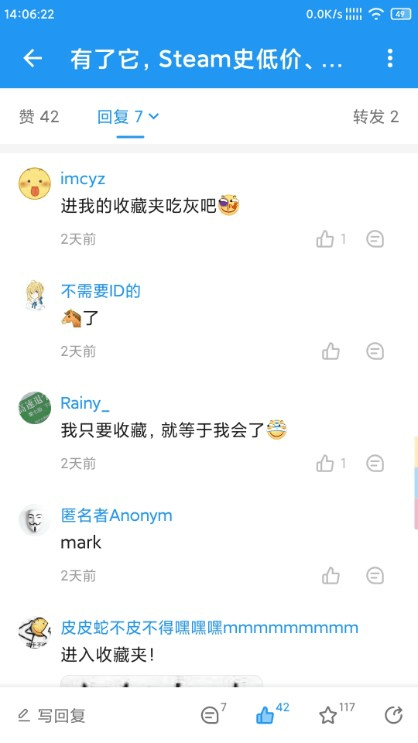 14:06:22
0.0K/s
49
有了它，Steam史低价、...
赞 42
回复 7
转发 2
imcyz
进我的收藏夹吃灰吧
2天前
1
不需要ID的
🐴了
2天前
Rainy_
我只要收藏，就等于我会了
2天前
1
匿名者Anonym
mark
2天前
皮皮蛇不皮不得嘿嘿嘿mmmmmmmmm
进入收藏夹！
写回复
7
42
117